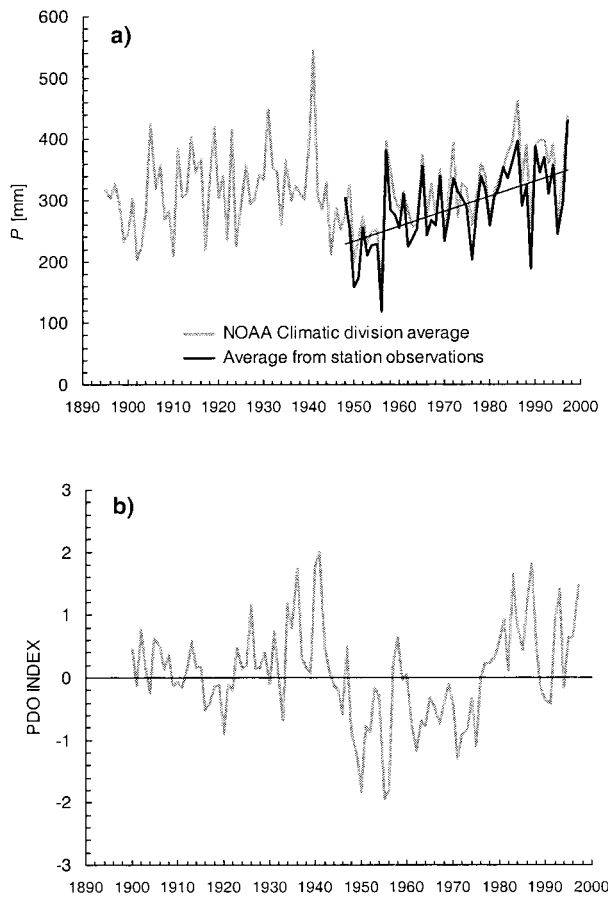 a)
600
500
400
300
200
100
0
P [mm]
NOAA Climatic division average
Average from station observations
1890 1900 1910 1920 1930 1940 1950 1960 1970 1980 1990 2000
b)
3
2
1
0
-1
-2
-3
PDO INDEX
1890 1900 1910 1920 1930 1940 1950 1960 1970 1980 1990 2000